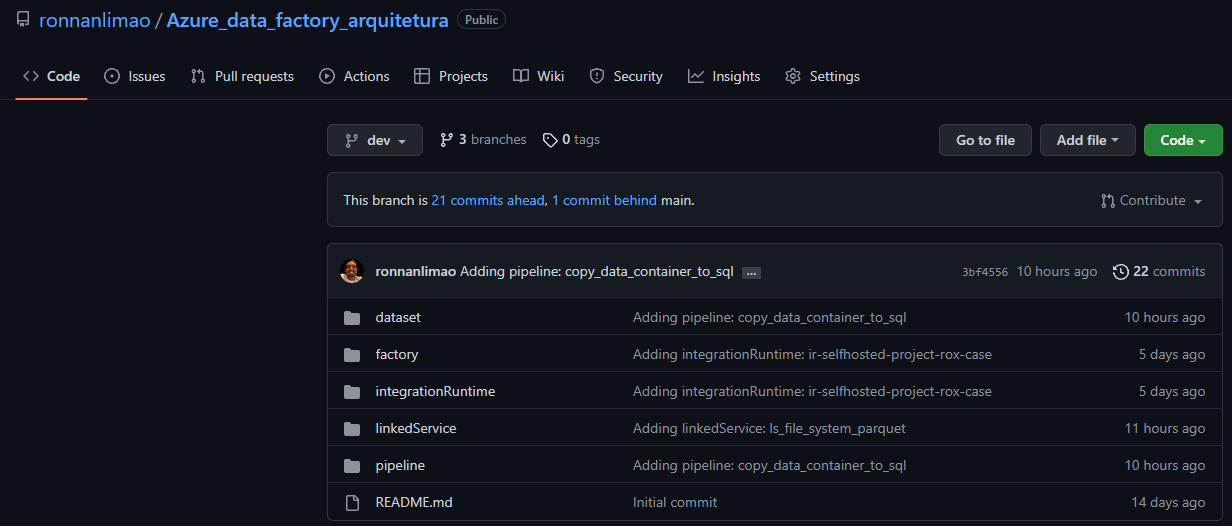 ronnanlimao / Azure_data_factory_arquitetura Public
Code Issues Pull requests Actions Projects Wiki Security Insights Settings
dev 3 branches 0 tags Go to file Add file Code
This branch is 21 commits ahead, 1 commit behind main. Contribute
ronnanlimao Adding pipeline: copy_data_container_to_sql ... 3bf4556 10 hours ago 22 commits
dataset Adding pipeline: copy_data_container_to_sql 10 hours ago
factory Adding integrationRuntime: ir-selfhosted-project-rox-case 5 days ago
integrationRuntime Adding integrationRuntime: ir-selfhosted-project-rox-case 5 days ago
linkedService Adding linkedService: ls_file_system_parquet 11 hours ago
pipeline Adding pipeline: copy_data_container_to_sql 10 hours ago
README.md Initial commit 14 days ago